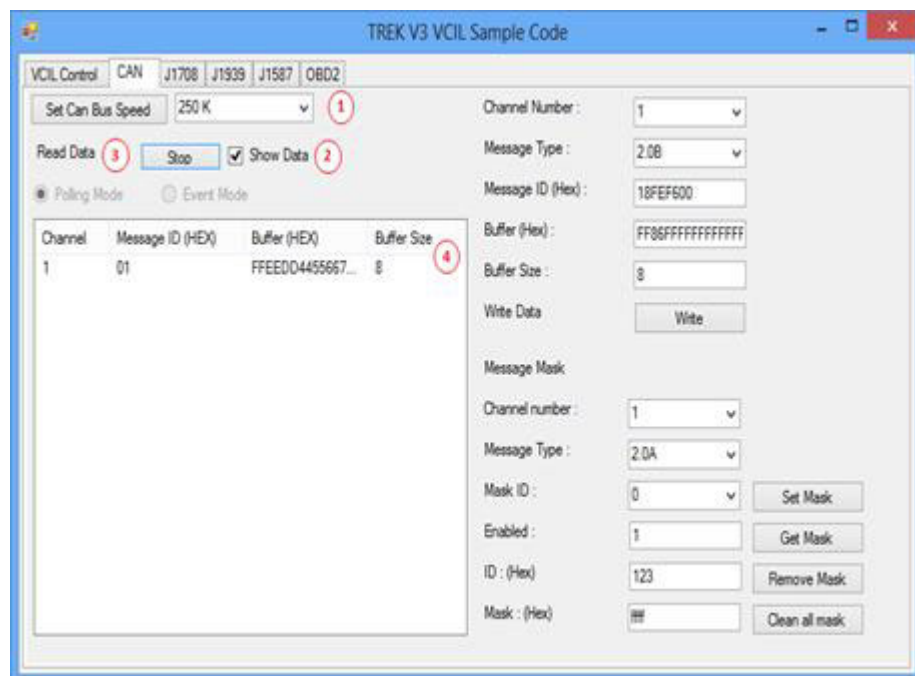 TREK V3 VCIL Sample Code
VCIL Control CAN J1708 J1939 J1587 OBD2
Set Can Bus Speed 250 K 1
Read Data 3 Stop Show Data 2
Polling Mode Event Mode
Channel Message ID (HEX) Buffer (HEX) Buffer Size
1 01 FFEEDD4455667... 8 4
Channel Number : 1
Message Type : 2.0B
Message ID (Hex) : 18FEF600
Buffer (Hex) : FF86FFFFFFFFFFFF
Buffer Size : 8
Write Data Write
Message Mask
Channel number : 1
Message Type : 2.0A
Mask ID : 0 Set Mask
Enabled : 1 Get Mask
ID : (Hex) 123 Remove Mask
Mask : (Hex) Clean all mask